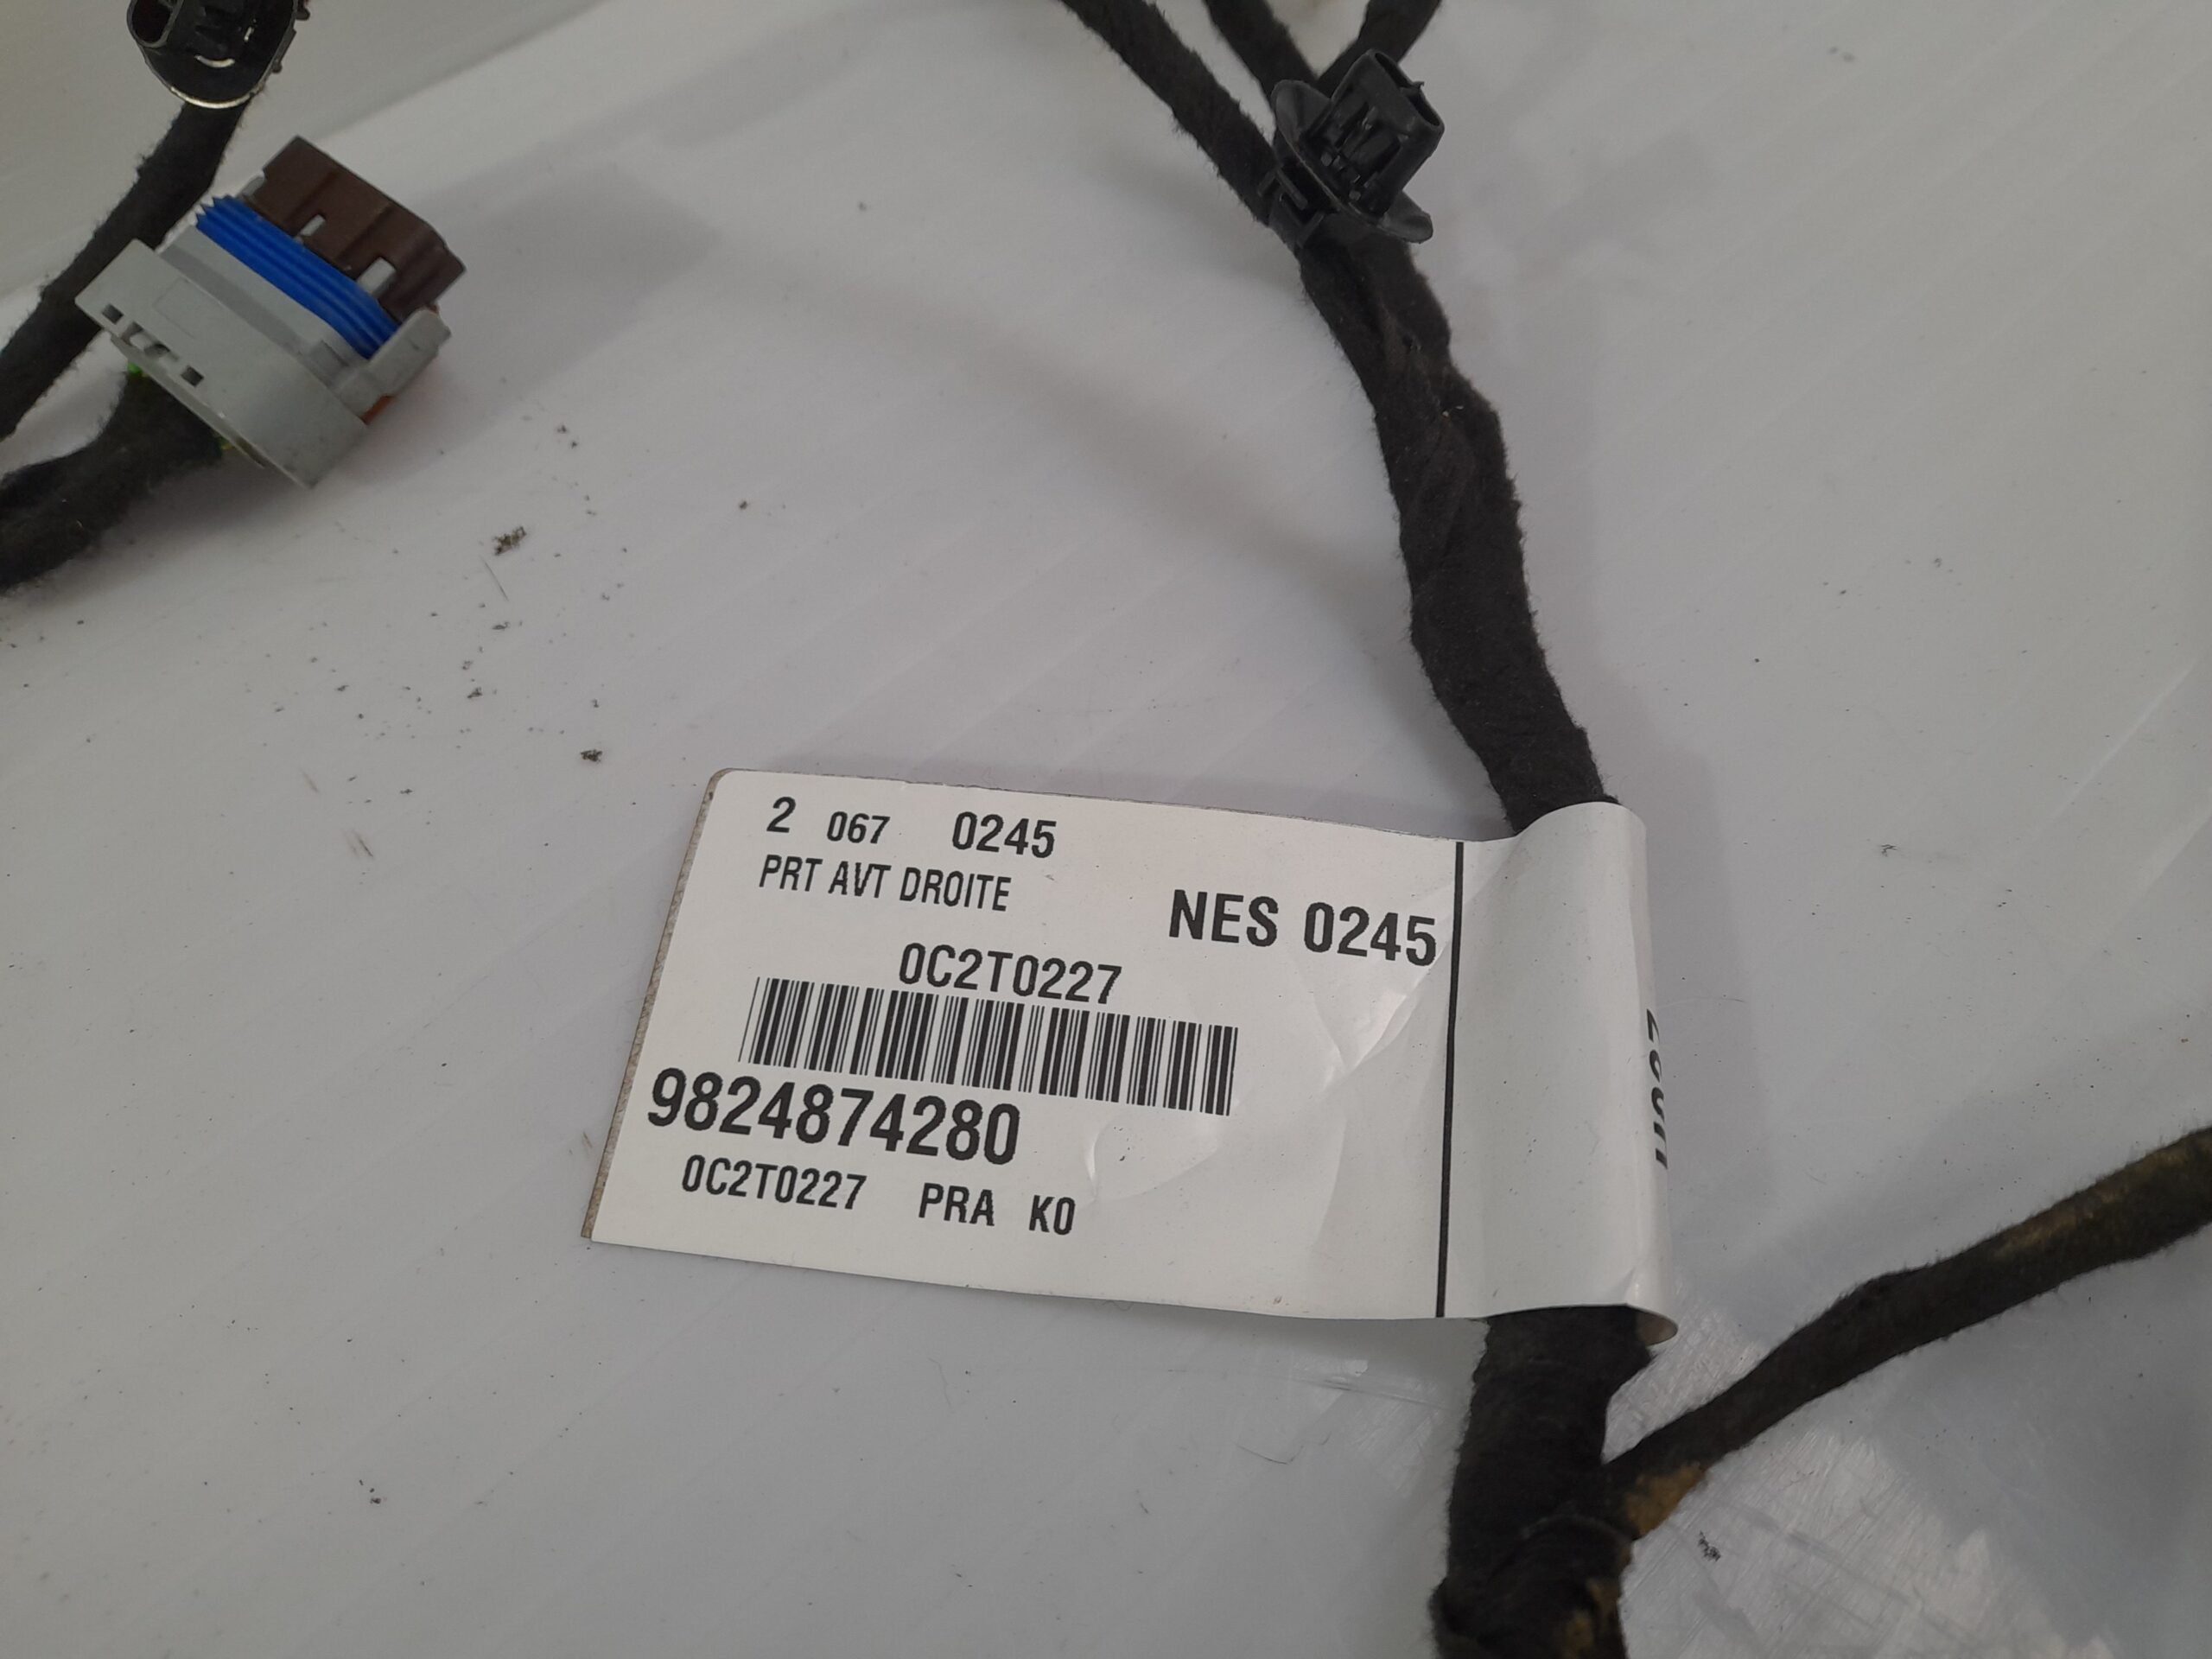 2 067 0245
PRT AVT DROITE
NES 0245
0C2T0227
9824874280
0C2T0227 PRA K0